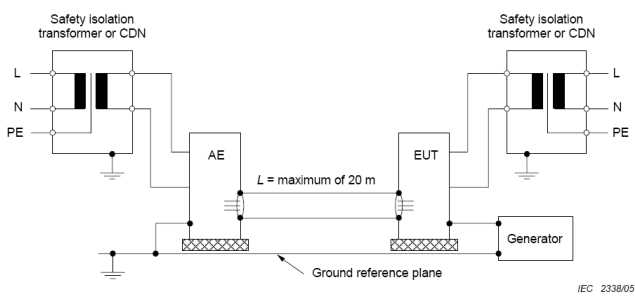 Safety isolation
transformer or CDN
Safety isolation
transformer or CDN
L
N
PE
L
N
PE
AE
EUT
L = maximum of 20 m
Generator
Ground reference plane
IEC 2338/05